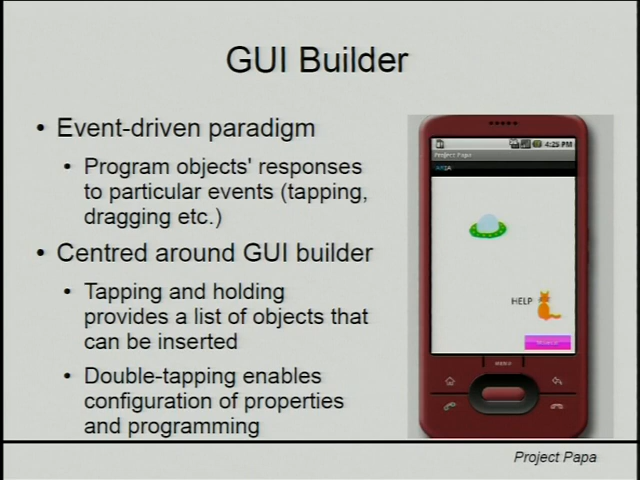 GUI Builder
• Event-driven paradigm
• Program objects' responses
to particular events (tapping,
dragging etc.)
• Centred around GUI builder
• Tapping and holding
provides a list of objects that
can be inserted
• Double-tapping enables
configuration of properties
and programming
4:25 PM
Project Papa
HELP
MENU
Project Papa